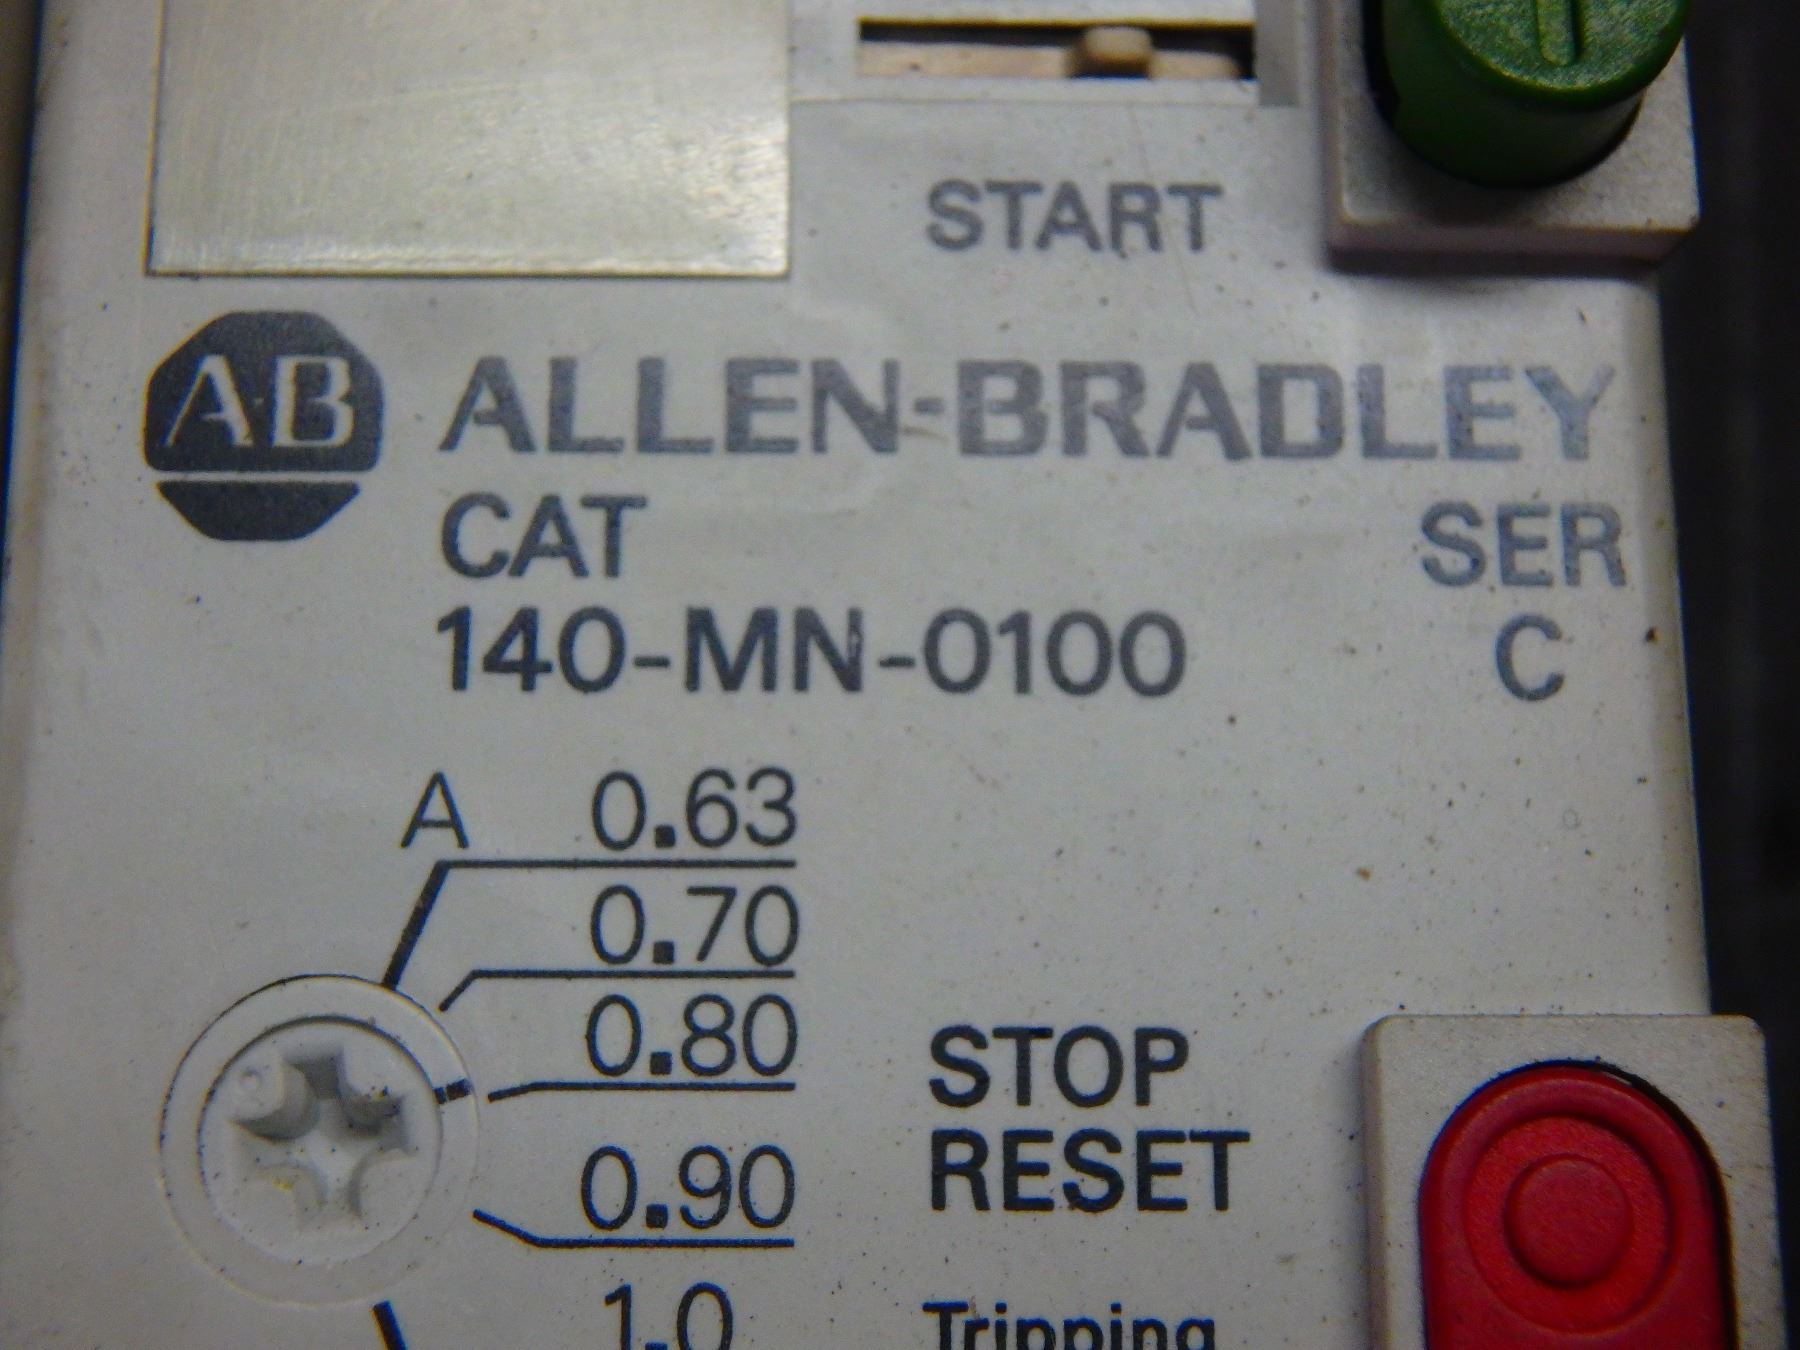 START
AB ALLEN-BRADLEY
CAT SER
140-MN-0100 C
A 0.63
0.70
0.80
STOP
RESET
0.90
1.0
Tripping